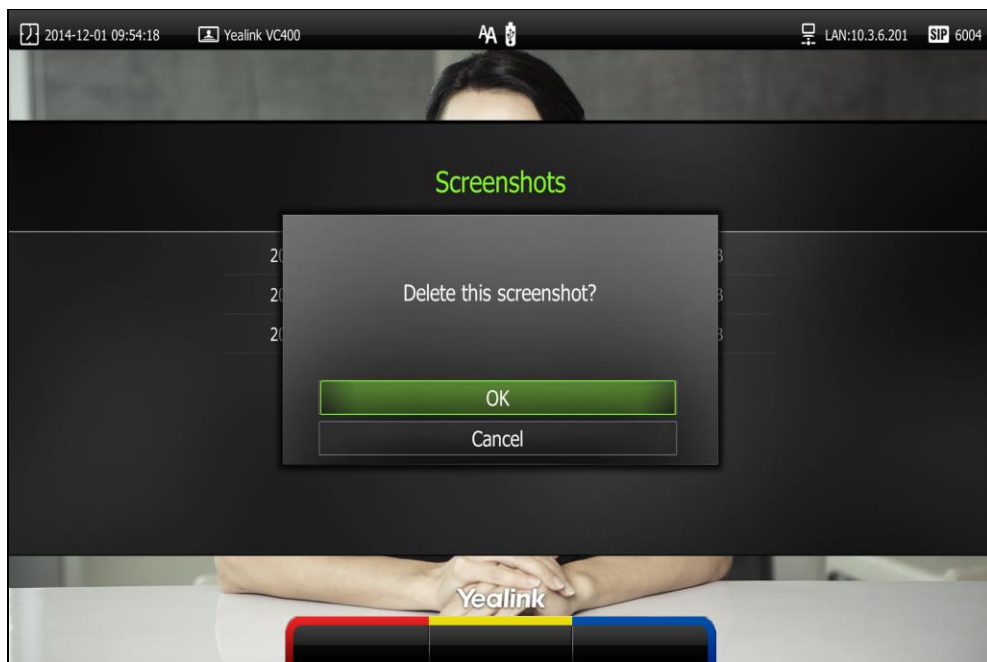 2014-12-01 09:54:18 Yealink VC400 AA LAN:10.3.6.201 SIP 6004
Screenshots
Delete this screenshot?
OK
Cancel
Yealink